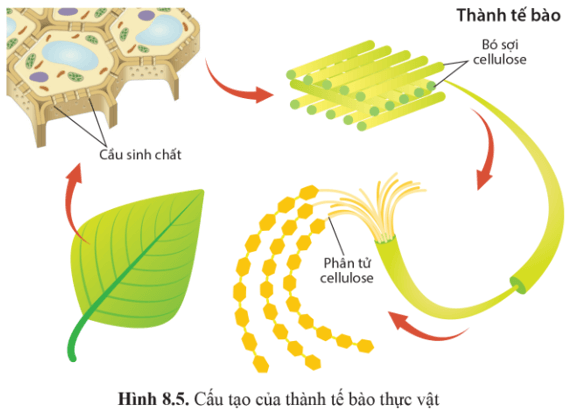 Thành tế bào
Bó sợi
cellulose
Cầu sinh chất
Phân tử
cellulose
Hình 8.5. Cấu tạo của thành tế bào thực vật